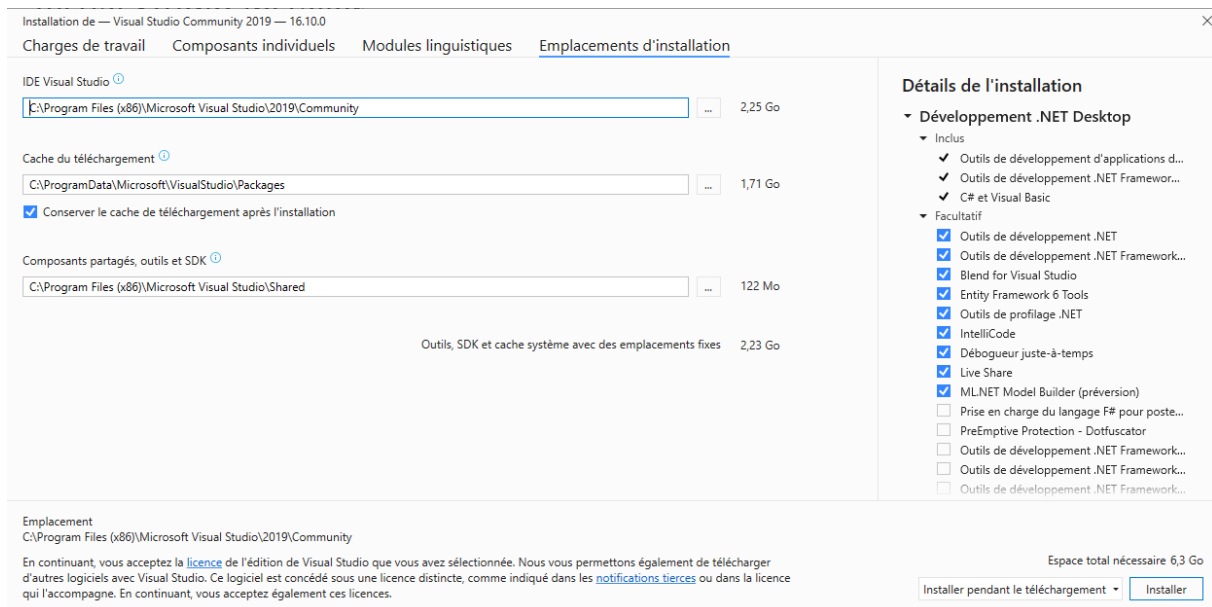 Installation de — Visual Studio Community 2019 — 16.10.0
Charges de travail Composants individuels Modules linguistiques Emplacements d'installation
IDE Visual Studio
C:\Program Files (x86)\Microsoft Visual Studio\2019\Community
...
2,25 Go
Cache du téléchargement
C:\ProgramData\Microsoft\VisualStudio\Packages
...
1,71 Go
Conserver le cache de téléchargement après l'installation
Composants partagés, outils et SDK
C:\Program Files (x86)\Microsoft Visual Studio\Shared
...
122 Mo
Outils, SDK et cache système avec des emplacements fixes 2,23 Go
Détails de l'installation
Développement .NET Desktop
Inclus
Outils de développement d'applications d...
Outils de développement .NET Framewor...
C# et Visual Basic
Facultatif
Outils de développement .NET
Outils de développement .NET Framework...
Blend for Visual Studio
Entity Framework 6 Tools
Outils de profilage .NET
IntelliCode
Débogueur juste-à-temps
Live Share
ML.NET Model Builder (préversion)
Prise en charge du langage F# pour poste...
PreEmptive Protection - Dotfuscator
Outils de développement .NET Framework...
Outils de développement .NET Framework...
Outils de développement .NET Framework...
Emplacement
C:\Program Files (x86)\Microsoft Visual Studio\2019\Community
En continuant, vous acceptez la licence de l'édition de Visual Studio que vous avez sélectionnée. Nous vous permettons également de télécharger
d'autres logiciels avec Visual Studio. Ce logiciel est concédé sous une licence distincte, comme indiqué dans les notifications tierces ou dans la licence
qui l'accompagne. En continuant, vous acceptez également ces licences.
Espace total nécessaire 6,3 Go
Installer pendant le téléchargement
Installer